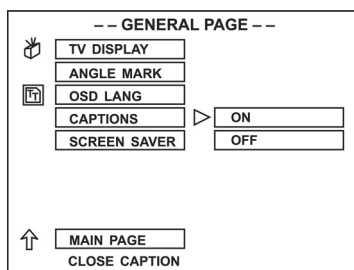 -- GENERAL PAGE --
TV DISPLAY
ANGLE MARK
OSD LANG
CAPTIONS
ON
SCREEN SAVER
OFF
MAIN PAGE
CLOSE CAPTION